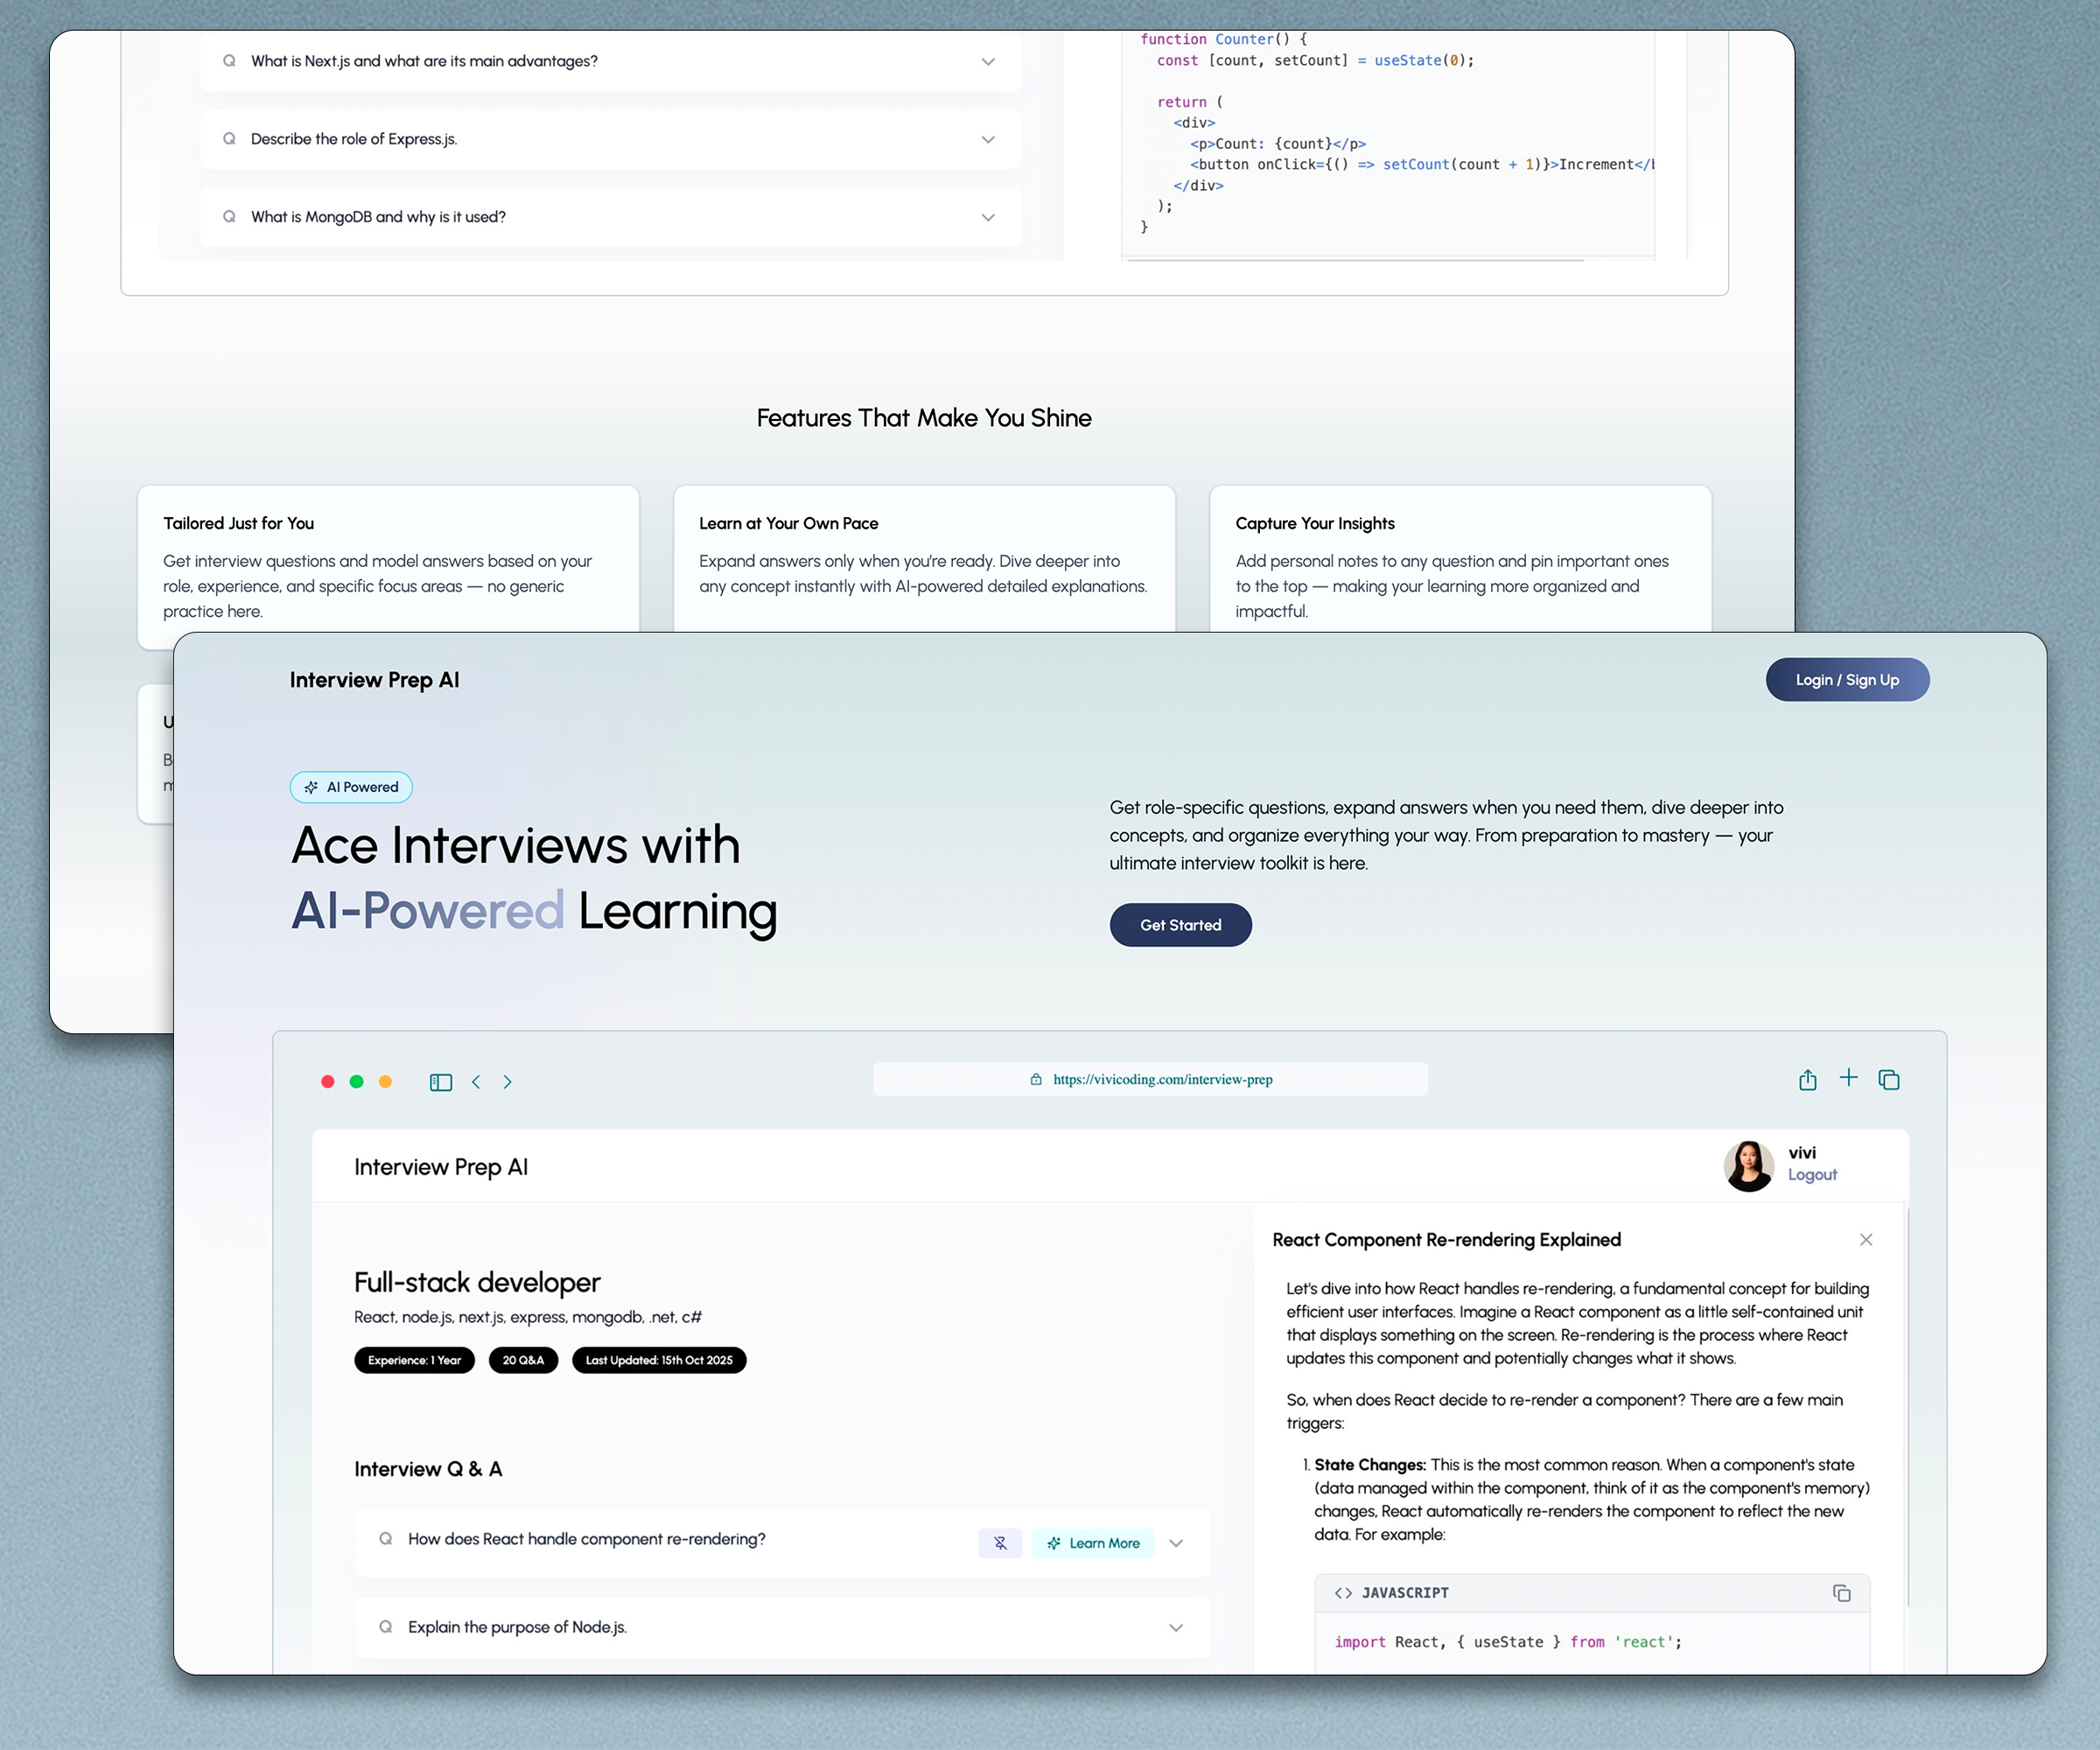 What is Next.js and what are its main advantages?
Describe the role of Express.js.
What is MongoDB and why is it used?
function Counter() {
const [count, setCount] = useState(0);
return (
<div>
<p>Count: {count}</p>
<button onClick={() => setCount(count + 1)}>Increment</
</div>
);
}
Features That Make You Shine
Tailored Just for You
Get interview questions and model answers based on your
role, experience, and specific focus areas — no generic
practice here.
Learn at Your Own Pace
Expand answers only when you're ready. Dive deeper into
any concept instantly with AI-powered detailed explanations.
Capture Your Insights
Add personal notes to any question and pin important ones
to the top — making your learning more organized and
impactful.
Interview Prep AI
Login / Sign Up
AI Powered
Ace Interviews with
AI-Powered Learning
Get role-specific questions, expand answers when you need them, dive deeper into
concepts, and organize everything your way. From preparation to mastery — your
ultimate interview toolkit is here.
Get Started
https://vivicoding.com/interview-prep
Interview Prep AI
vivi
Logout
Full-stack developer
React, node.js, next.js, express, mongodb, .net, c#
Experience: 1 Year
20 Q&A
Last Updated: 15th Oct 2025
Interview Q & A
Q How does React handle component re-rendering?
Learn More
Q Explain the purpose of Node.js.
React Component Re-rendering Explained
Let's dive into how React handles re-rendering, a fundamental concept for building
efficient user interfaces. Imagine a React component as a little self-contained unit
that displays something on the screen. Re-rendering is the process where React
updates this component and potentially changes what it shows.
So, when does React decide to re-render a component? There are a few main
triggers:
1. State Changes: This is the most common reason. When a component's state
(data managed within the component, think of it as the component's memory)
changes, React automatically re-renders the component to reflect the new
data. For example:
<> JAVASCRIPT
import React, { useState } from 'react';